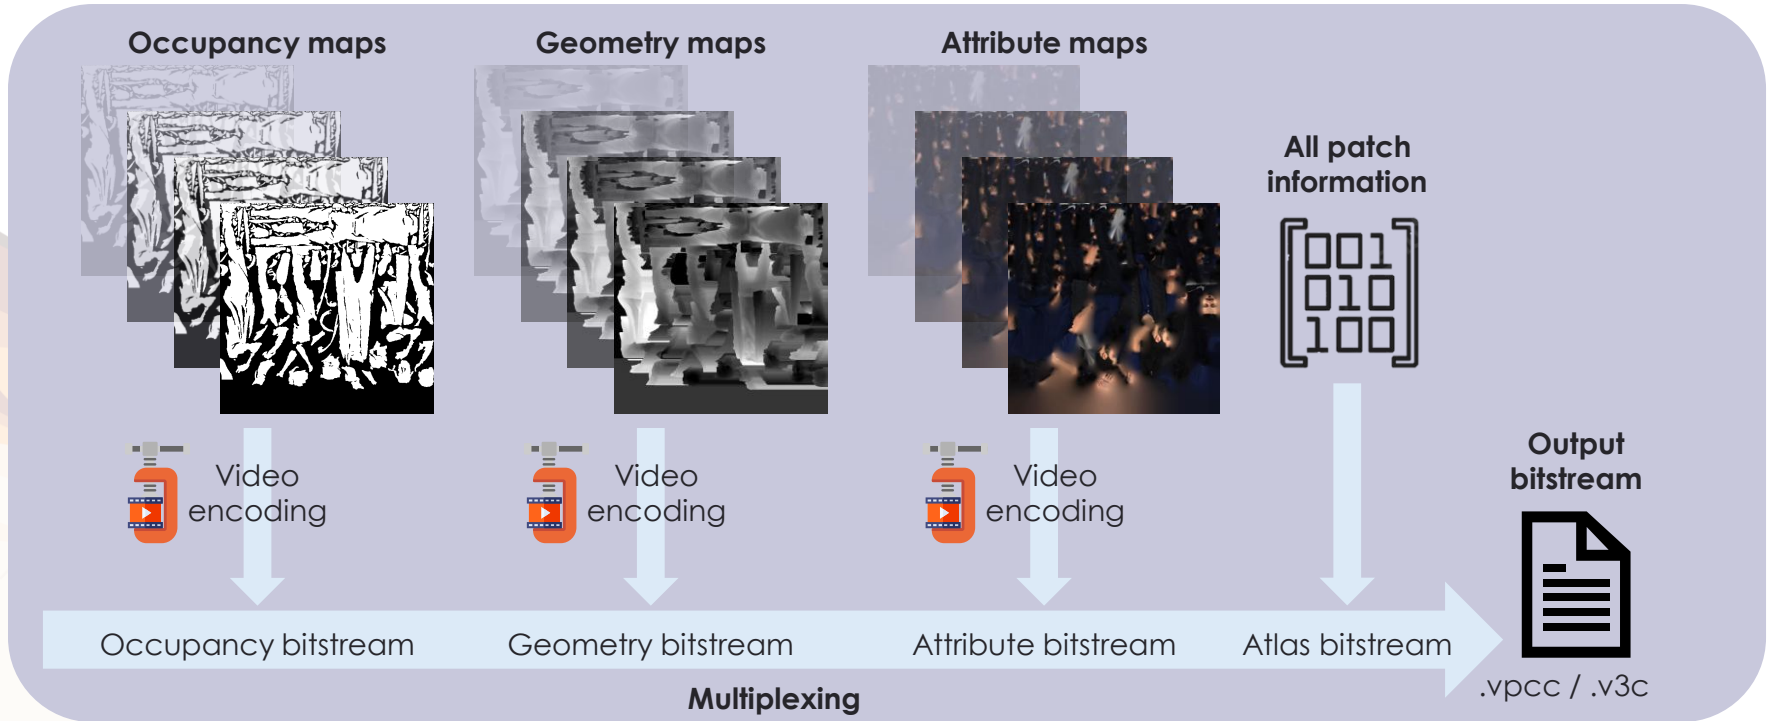 Occupancy maps
Geometry maps
Attribute maps
All patch
information
001
010
100
Video
encoding
Video
encoding
Video
encoding
Output
bitstream
Occupancy bitstream
Geometry bitstream
Attribute bitstream
Atlas bitstream
Multiplexing
.vpcc / .v3c